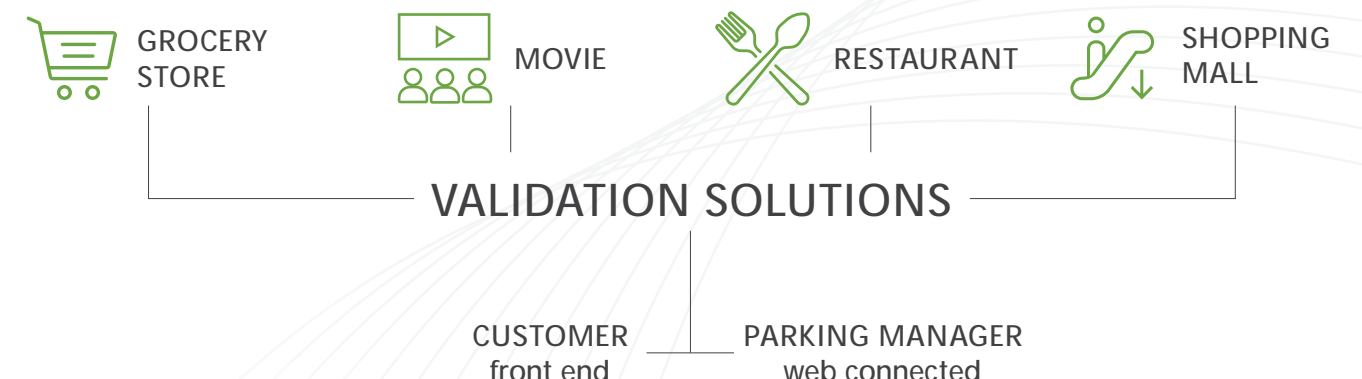 GROCERY
STORE
MOVIE
RESTAURANT
SHOPPING
MALL
VALIDATION SOLUTIONS
CUSTOMER
front end
PARKING MANAGER
web connected